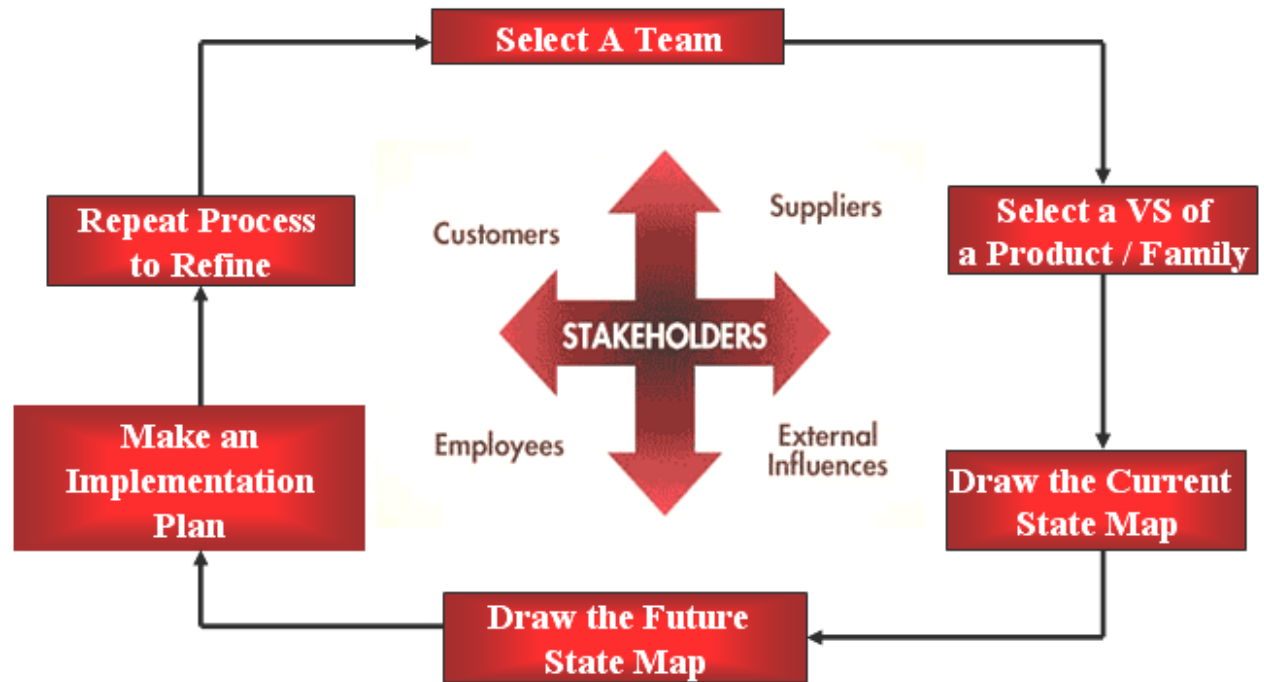 Select A Team
Repeat Process
to Refine
Customers
Suppliers
Select a VS of
a Product / Family
STAKEHOLDERS
Make an
Implementation
Plan
Employees
External
Influences
Draw the Current
State Map
Draw the Future
State Map